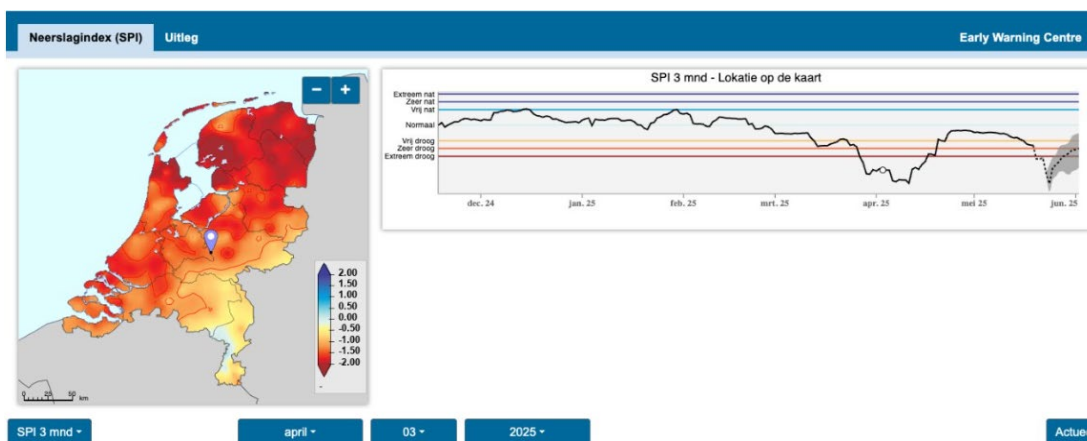 Neerslagindex (SPI)
Uitleg
Early Warning Centre
− +
2.00
1.50
1.00
0.50
0.00
-0.50
-1.00
-1.50
-2.00
-
0 25 50 km
SPI 3 mnd - Lokatie op de kaart
Extreem nat
Zeer nat
Vrij nat
Normaal
Vrij droog
Zeer droog
Extreem droog
dec. 24 jan. 25 feb. 25 mrt. 25 apr. 25 mei 25 jun. 25
SPI 3 mnd
april
03
2025
Actue